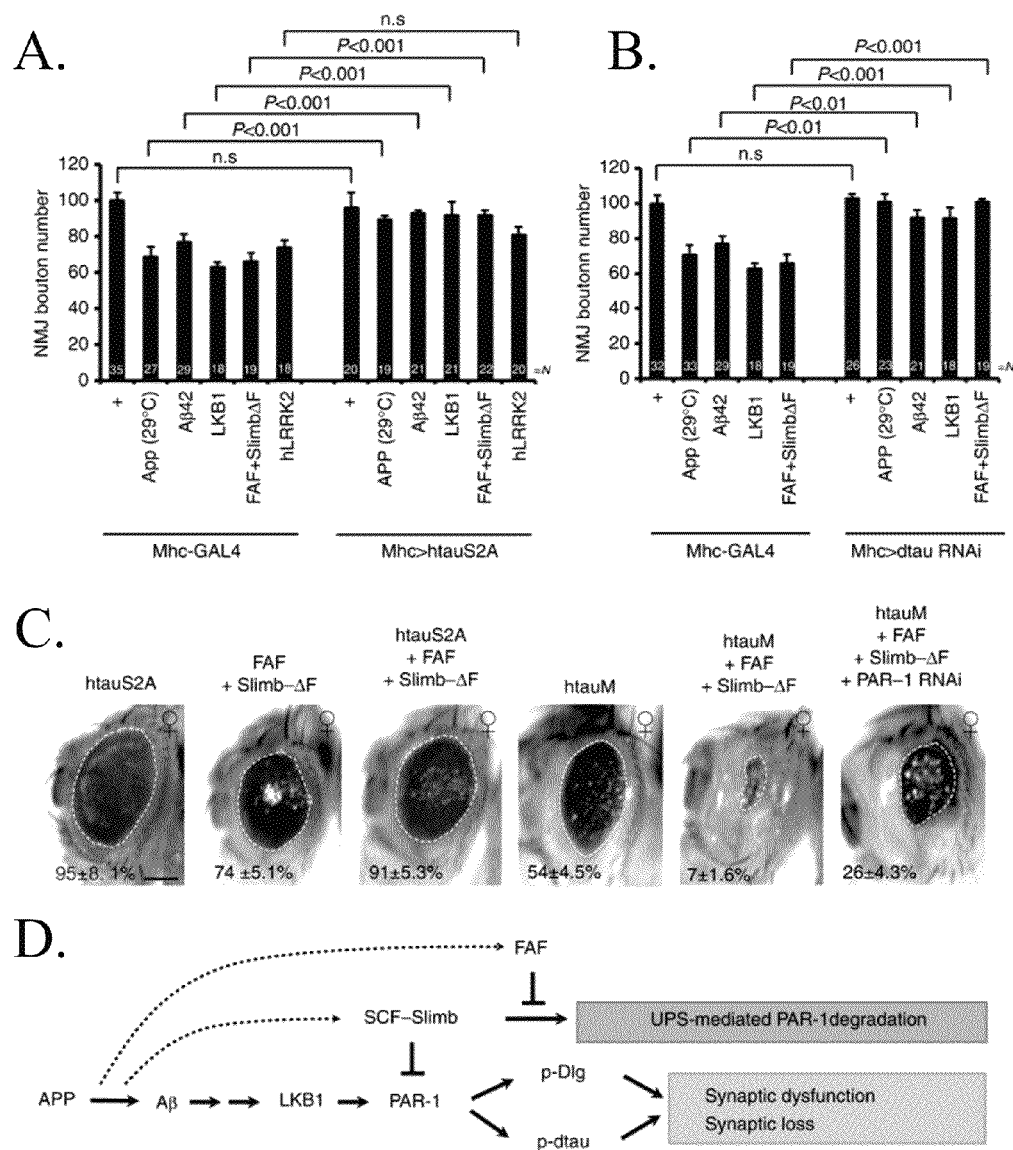 A.
n.s
P<0.001
P<0.001
P<0.001
P<0.001
n.s
120
100
80
60
40
20
0
NMJ bouton number
35 27 29 18 19 18 20 19 21 21 22 20 =N
+
App (29°C)
Aβ42
LKB1
FAF+SlimbΔF
hLRRK2
+
APP (29°C)
Aβ42
LKB1
FAF+SlimbΔF
hLRRK2
Mhc-GAL4
Mhc>htauS2A
B.
P<0.001
P<0.001
P<0.01
P<0.01
n.s
120
100
80
60
40
20
0
NMJ boutonn number
32 33 29 18 19 26 23 21 18 19 =N
+
App (29°C)
Aβ42
LKB1
FAF+SlimbΔF
+
APP (29°C)
Aβ42
LKB1
FAF+SlimbΔF
Mhc-GAL4
Mhc>dtau RNAi
C.
htauS2A
♀
95±8.1%
FAF
+ Slimb–ΔF
♀
74 ±5.1%
htauS2A
+ FAF
+ Slimb–ΔF
♀
91±5.3%
htauM
♀
54±4.5%
htauM
+ FAF
+ Slimb–ΔF
♀
7±1.6%
htauM
+ FAF
+ Slimb–ΔF
+ PAR–1 RNAi
♀
26±4.3%
D.
FAF
SCF–Slimb
UPS-mediated PAR-1degradation
APP
Aβ
LKB1
PAR-1
p-Dlg
p-dtau
Synaptic dysfunction
Synaptic loss